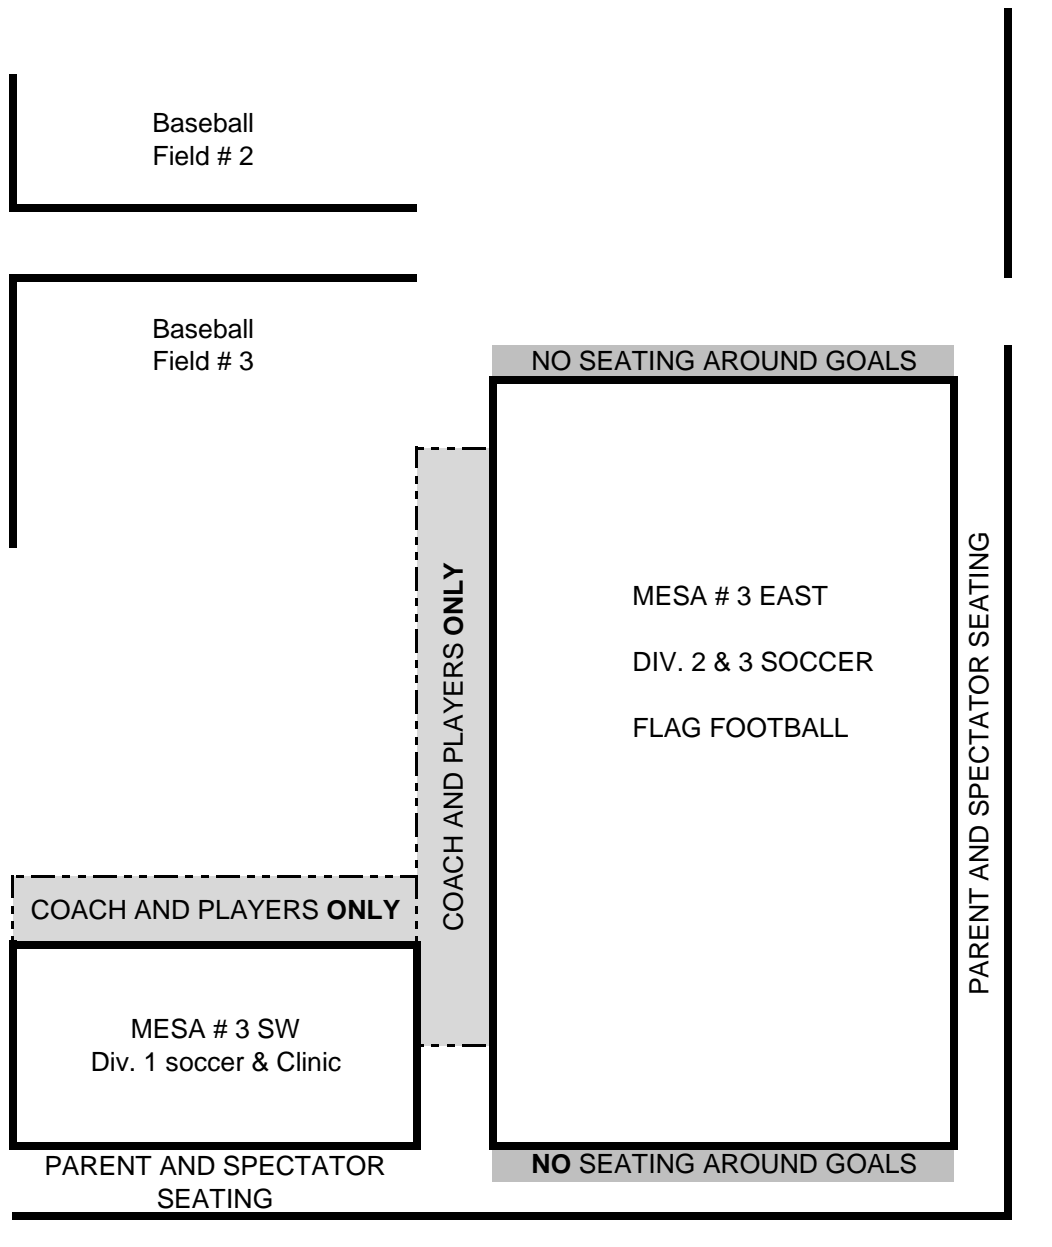 Baseball
Field # 2
Baseball
Field # 3
NO SEATING AROUND GOALS
COACH AND PLAYERS ONLY
MESA # 3 EAST
DIV. 2 & 3 SOCCER
FLAG FOOTBALL
PARENT AND SPECTATOR SEATING
COACH AND PLAYERS ONLY
MESA # 3 SW
Div. 1 soccer & Clinic
PARENT AND SPECTATOR
SEATING
NO SEATING AROUND GOALS